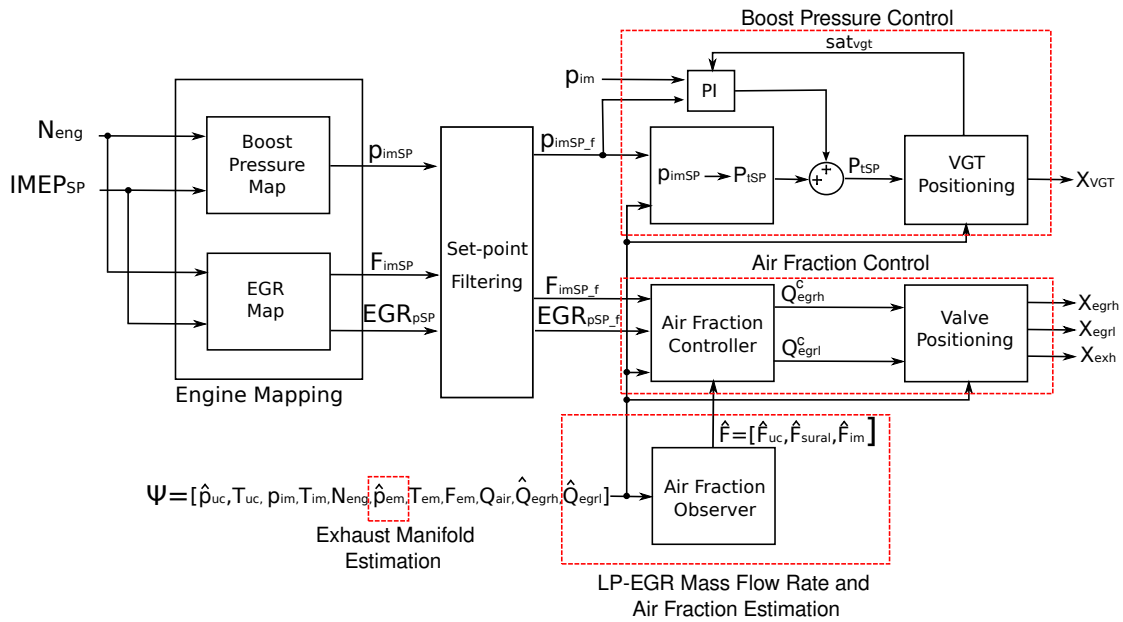 Boost Pressure Control
sat_vgt
p_im
PI
N_eng
Boost
Pressure
Map
p_imSP
p_imSP_f
IMEP_SP
p_imSP → P_tSP
+
+
P_tSP
VGT
Positioning
X_VGT
Set-point
Filtering
Air Fraction Control
EGR
Map
F_imSP
EGR_pSP
F_imSP_f
EGR_pSP_f
Air Fraction
Controller
Q^c_egrh
Q^c_egrl
Valve
Positioning
X_egrh
X_egrl
X_exh
Engine Mapping
F̂=[F̂_uc,F̂_sural,F̂_im]
Ψ=[p̂_uc,T_uc,p_im,T_im,N_eng,p̂_em,T_em,F_em,Q_air,Q̂_egrh,Q̂_egrl]
Air Fraction
Observer
Exhaust Manifold
Estimation
LP-EGR Mass Flow Rate and
Air Fraction Estimation